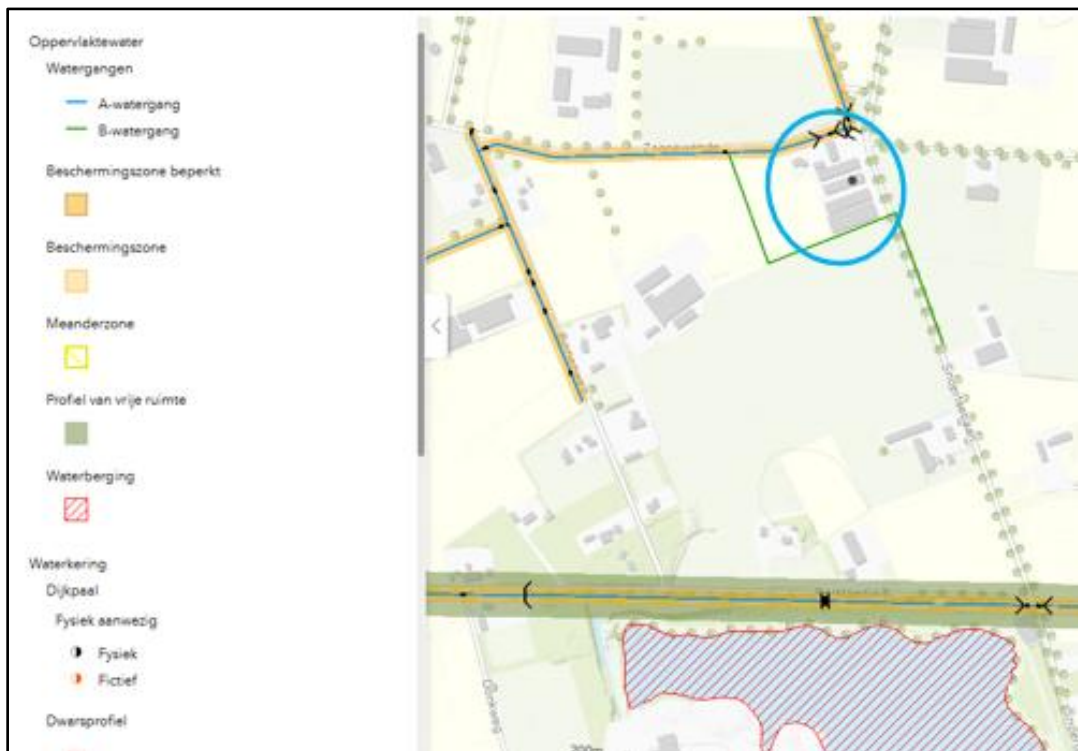 Oppervlaktewater
Watergangen
A-watergang
B-watergang
Beschermingszone beperkt
Beschermingszone
Meanderzone
Profiel van vrije ruimte
Waterberging
Waterkering
Dijkpaal
Fysiek aanwezig
Fysiek
Fictief
Dwarsprofiel
200m